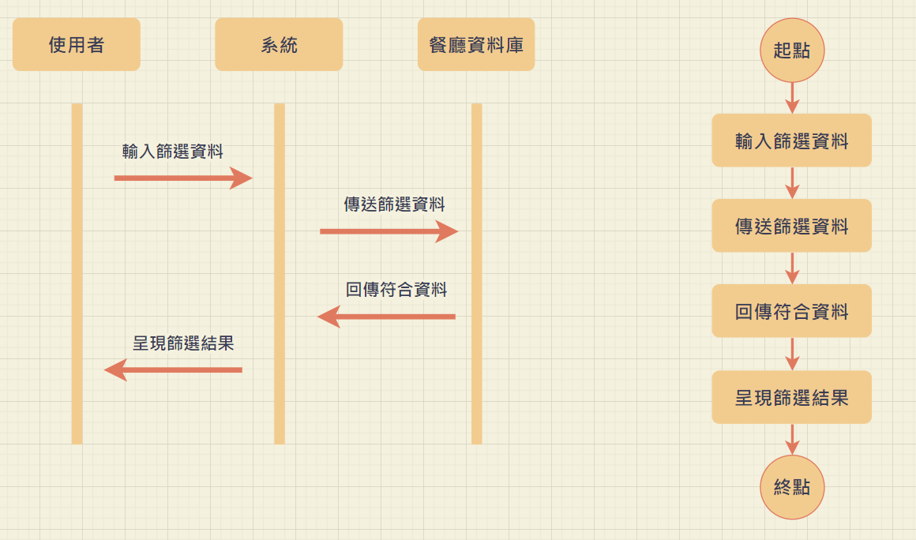 使用者
系統
餐廳資料庫
輸入篩選資料
傳送篩選資料
回傳符合資料
呈現篩選結果
起點
輸入篩選資料
傳送篩選資料
回傳符合資料
呈現篩選結果
終點